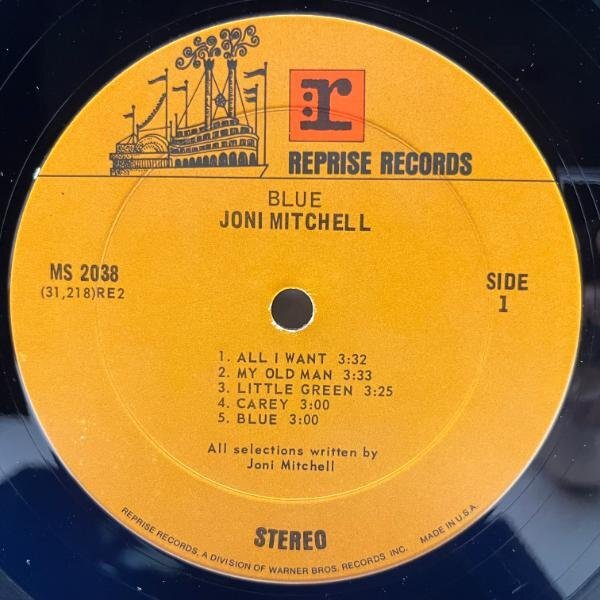 r
REPRISE RECORDS
BLUE
JONI MITCHELL
MS 2038
(31,218)RE2
SIDE
1
1. ALL I WANT 3:32
2. MY OLD MAN 3:33
3. LITTLE GREEN 3:25
4. CAREY 3:00
5. BLUE 3:00
All selections written by
Joni Mitchell
STEREO
REPRISE RECORDS, A DIVISION OF WARNER BROS. RECORDS INC. MADE IN U.S.A.